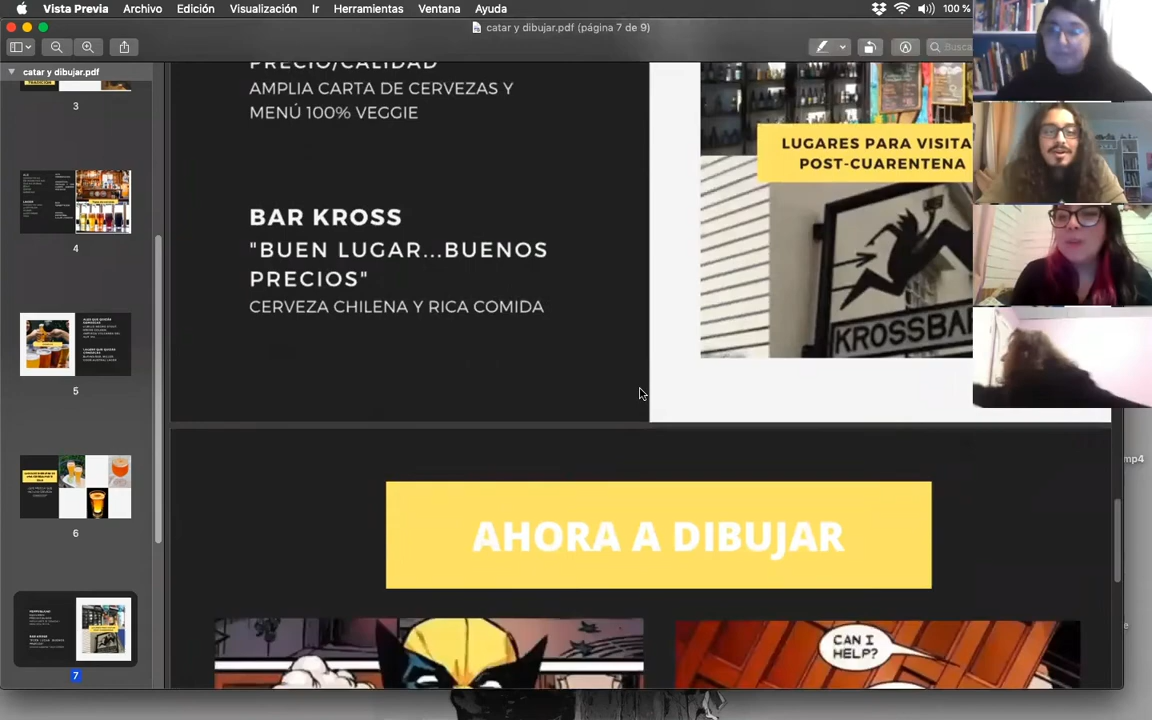 Vista Previa Archivo Edición Visualización Ir Herramientas Ventana Ayuda 100 %
catar y dibujar.pdf (página 7 de 9)
Busca
catar y dibujar.pdf
3
4
5
6
7
PRECIO/CALIDAD
AMPLIA CARTA DE CERVEZAS Y
MENÚ 100% VEGGIE
BAR KROSS
"BUEN LUGAR...BUENOS
PRECIOS"
CERVEZA CHILENA Y RICA COMIDA
LUGARES PARA VISITA
POST-CUARENTENA
KROSSBA
AHORA A DIBUJAR
CAN I
HELP?
mp4